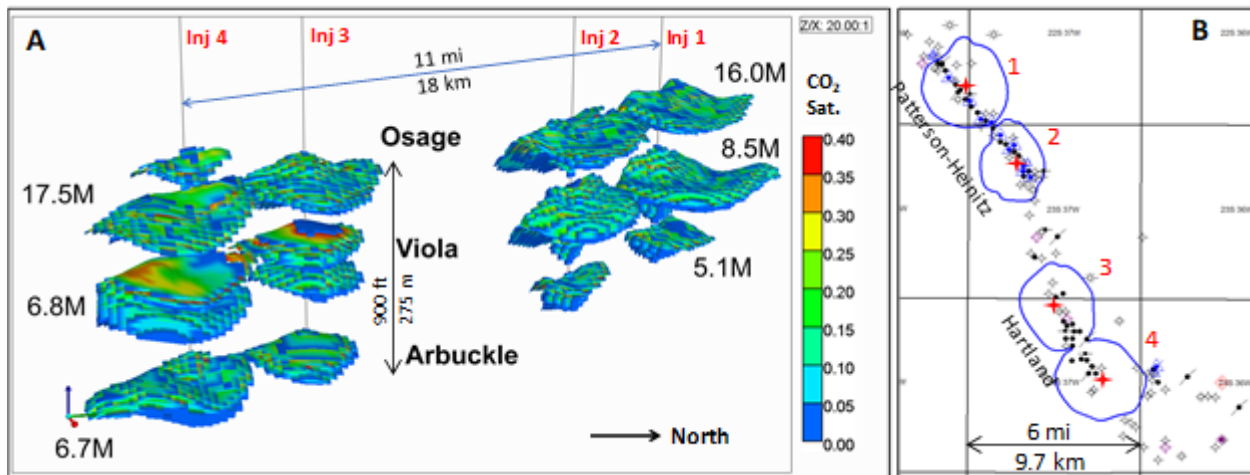 A
Inj 4
Inj 3
Inj 2
Inj 1
Z/X: 20.00:1
11 mi
18 km
16.0M
CO2
Sat.
Osage
8.5M
0.40
0.35
0.30
0.25
0.20
0.15
0.10
0.05
0.00
17.5M
Viola
900 ft
275 m
5.1M
6.8M
Arbuckle
North
6.7M
B
1
2
3
4
Patterson-Heinitz
Hartland
6 mi
9.7 km